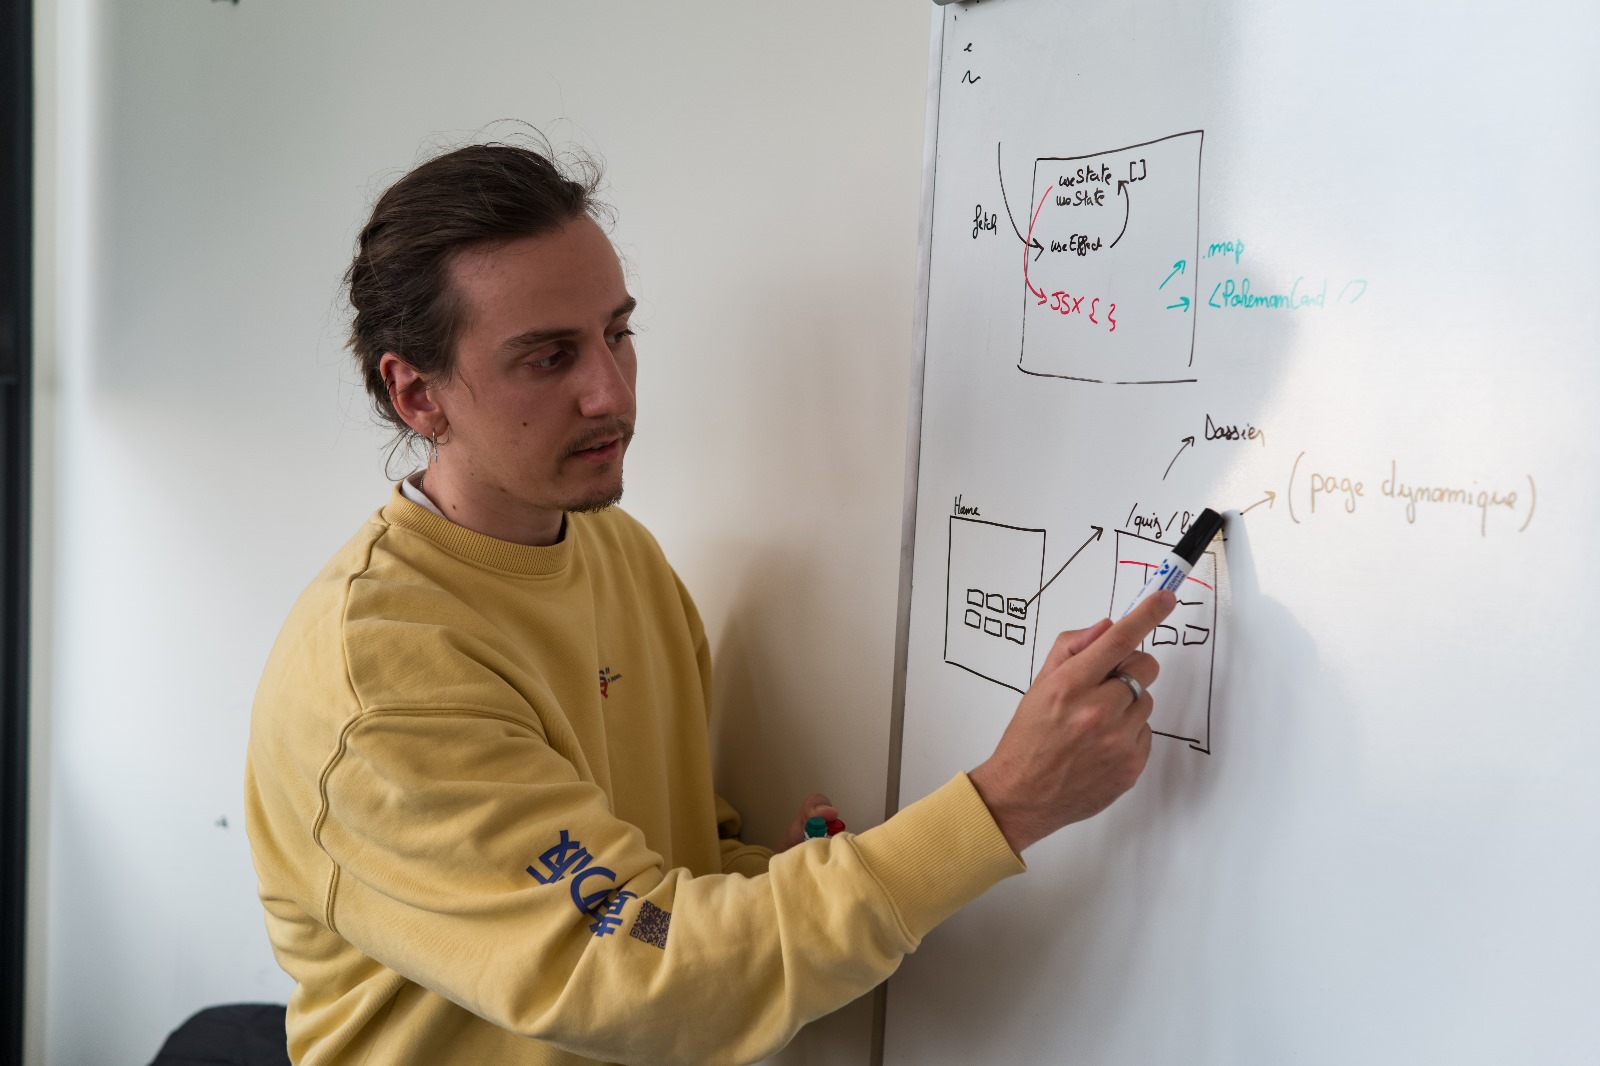 useState []
useState
fetch
useEffect
.map
JSX { }
<PokemonCard />
Dossier
(page dynamique)
Home
/quiz/